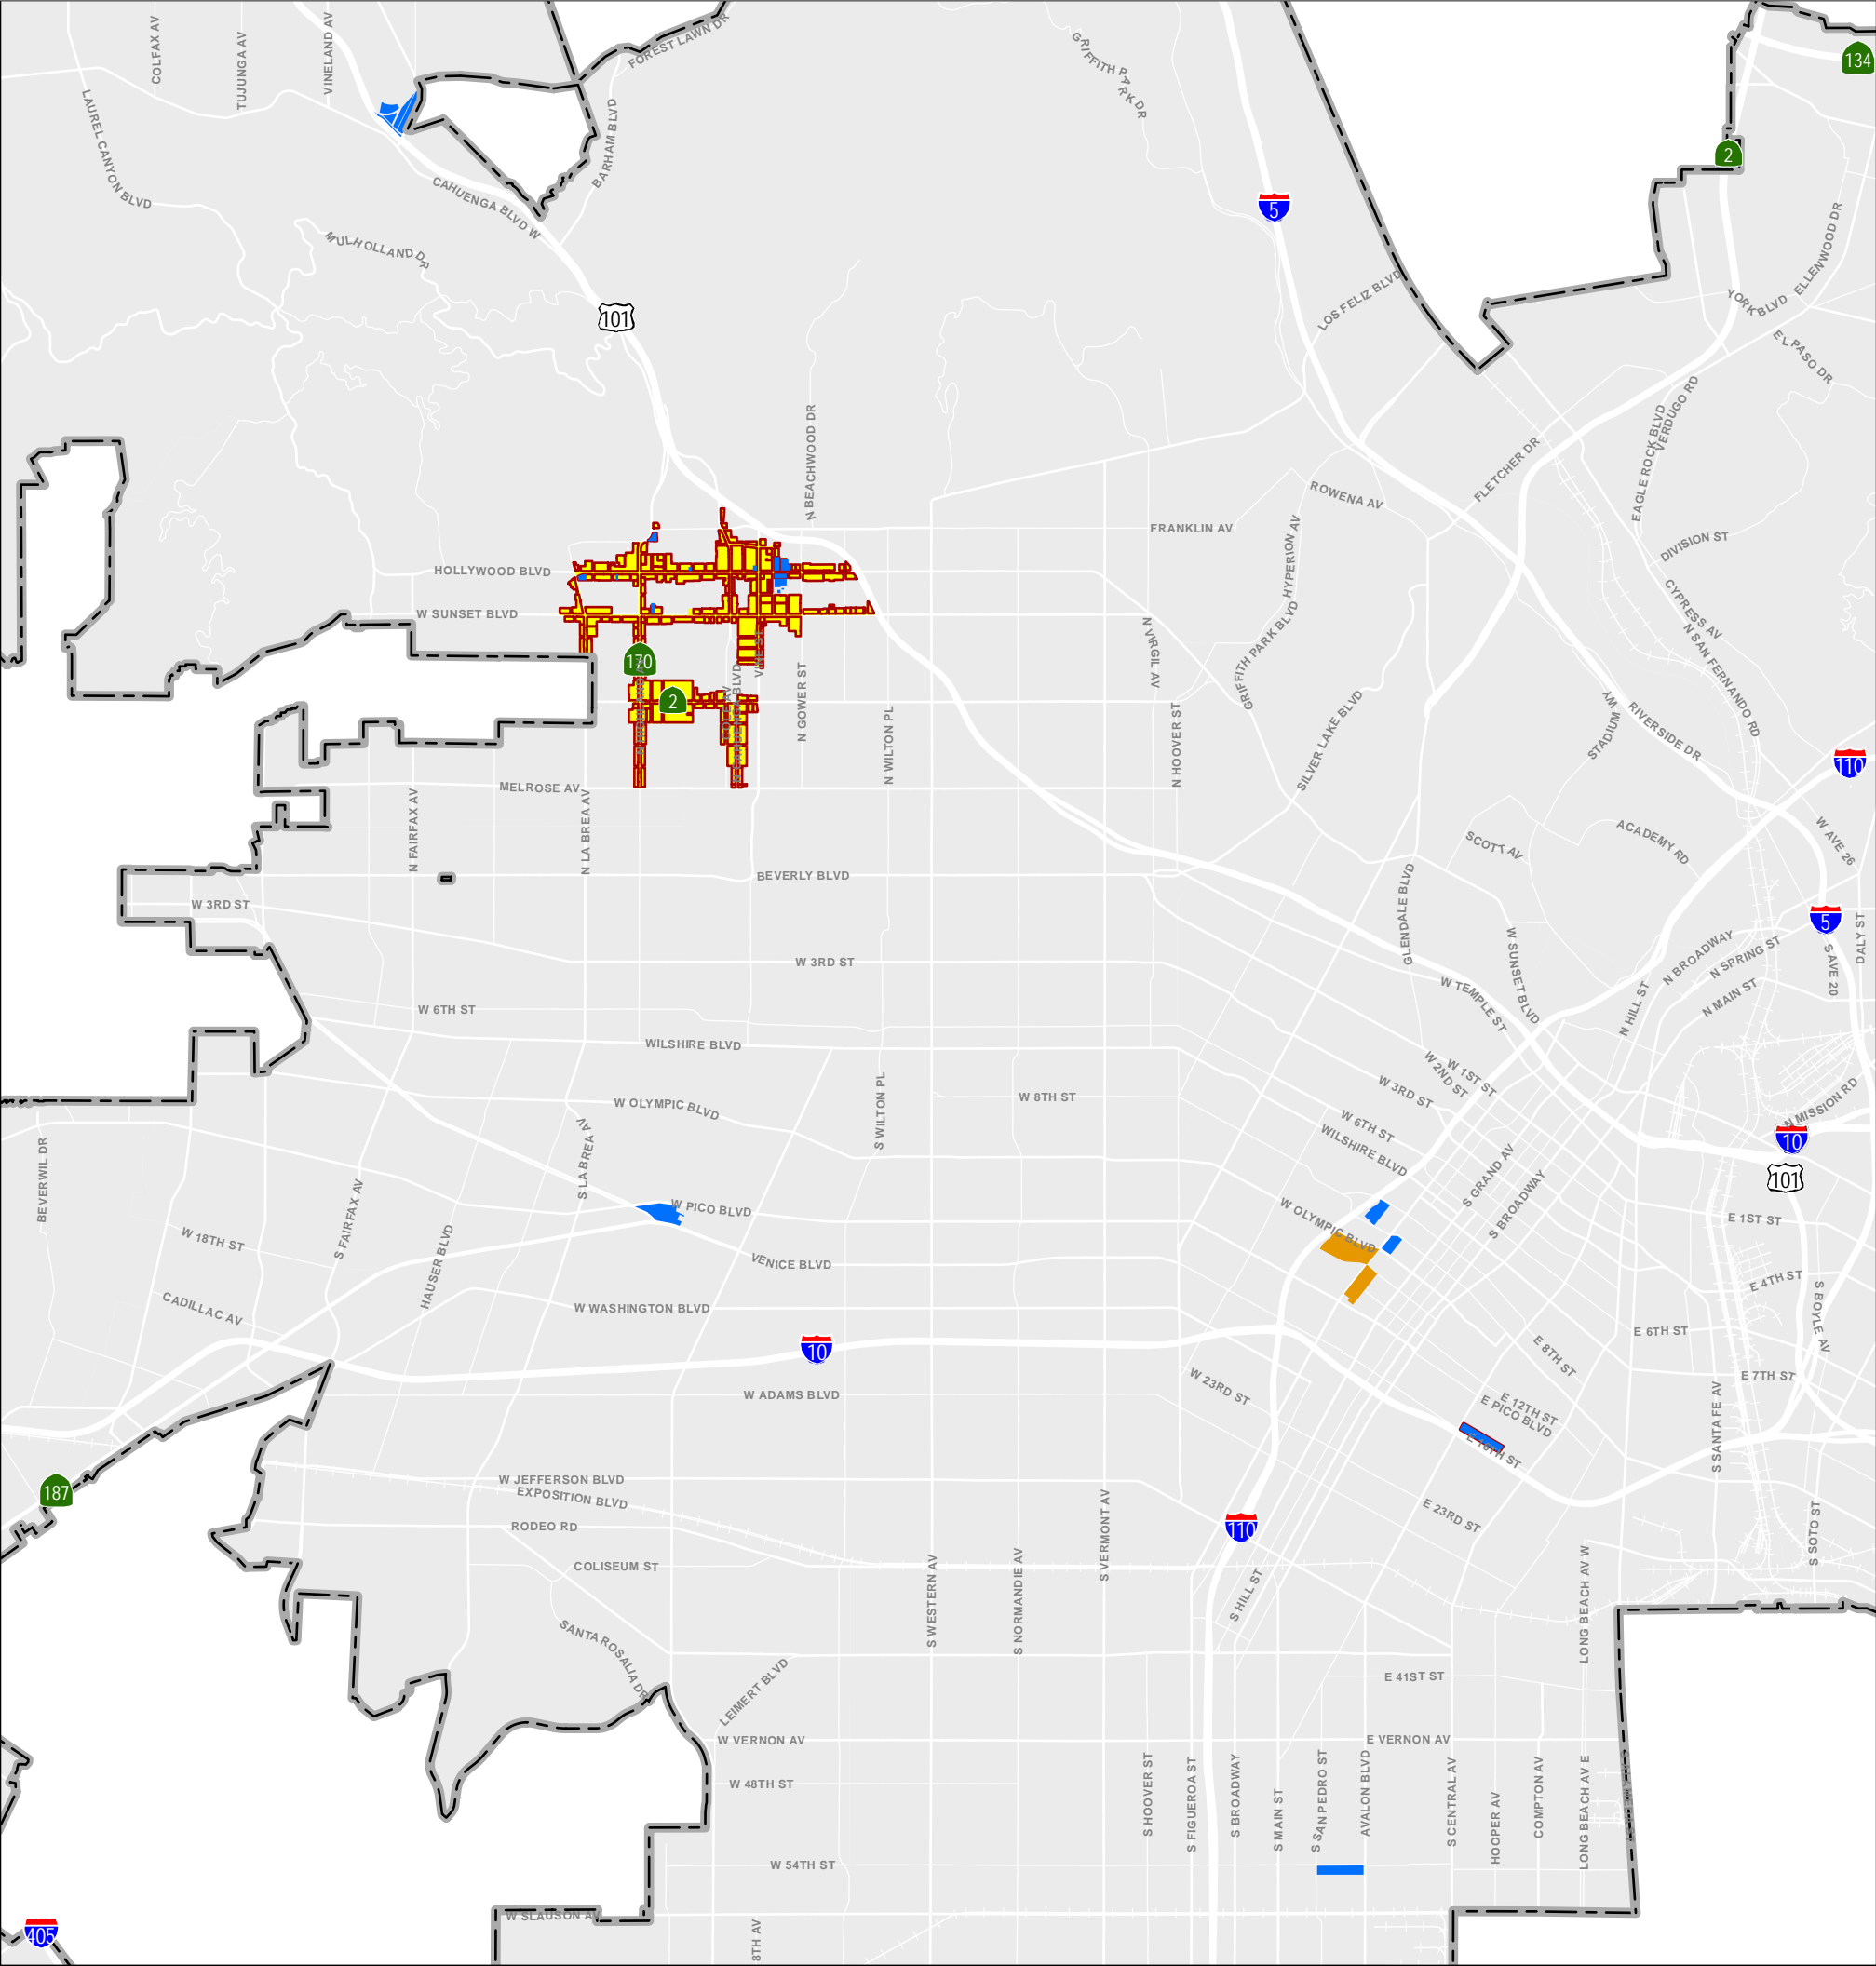 COLFAX AV
TUJUNGA AV
VINELAND AV
FOREST LAWN DR
GRIFFITH PARK DR
134
2
LAUREL CANYON BLVD
BARHAM BLVD
CAHUENGA BLVD W
MULHOLLAND DR
5
101
LOS FELIZ BLVD
ELLENWOOD DR
YORK BLVD
EL PASO DR
N BEACHWOOD DR
EAGLE ROCK BLVD
VERDUGO RD
FLETCHER DR
ROWENA AV
FRANKLIN AV
HYPERION AV
DIVISION ST
HOLLYWOOD BLVD
W SUNSET BLVD
CYPRESS AV
N SAN FERNANDO RD
N VIRGIL AV
GRIFFITH PARK BLVD
170
2
N GOWER ST
N WILTON PL
N HOOVER ST
SILVER LAKE BLVD
STADIUM WY
RIVERSIDE DR
110
MELROSE AV
N FAIRFAX AV
N LA BREA AV
SCOTT AV
ACADEMY RD
W AVE 26
BEVERLY BLVD
W 3RD ST
GLENDALE BLVD
W SUNSET BLVD
5
DALY ST
S AVE 20
N BROADWAY
N SPRING ST
N MAIN ST
N HILL ST
W 3RD ST
W TEMPLE ST
W 6TH ST
WILSHIRE BLVD
W 1ST ST
W 2ND ST
W 3RD ST
W 6TH ST
WILSHIRE BLVD
W OLYMPIC BLVD
W 8TH ST
S WILTON PL
N MISSION RD
10
101
BEVERWIL DR
S LA BREA AV
S FAIRFAX AV
W PICO BLVD
W OLYMPIC BLVD
S GRAND AV
S BROADWAY
E 1ST ST
W 18TH ST
HAUSER BLVD
VENICE BLVD
E 4TH ST
S BOYLE AV
CADILLAC AV
W WASHINGTON BLVD
10
E 6TH ST
E 8TH ST
E 7TH ST
W ADAMS BLVD
W 23RD ST
E 12TH ST
E PICO BLVD
E 16TH ST
S SANTA FE AV
187
W JEFFERSON BLVD
EXPOSITION BLVD
RODEO RD
COLISEUM ST
110
E 23RD ST
S SOTO ST
S VERMONT AV
S WESTERN AV
S NORMANDIE AV
S HILL ST
LONG BEACH AV W
SANTA ROSALIA DR
LEIMERT BLVD
E 41ST ST
W VERNON AV
E VERNON AV
W 48TH ST
S HOOVER ST
S FIGUEROA ST
S BROADWAY
S MAIN ST
S SAN PEDRO ST
AVALON BLVD
S CENTRAL AV
HOOPER AV
COMPTON AV
LONG BEACH AV E
W 54TH ST
W SLAUSON AV
8TH AV
405